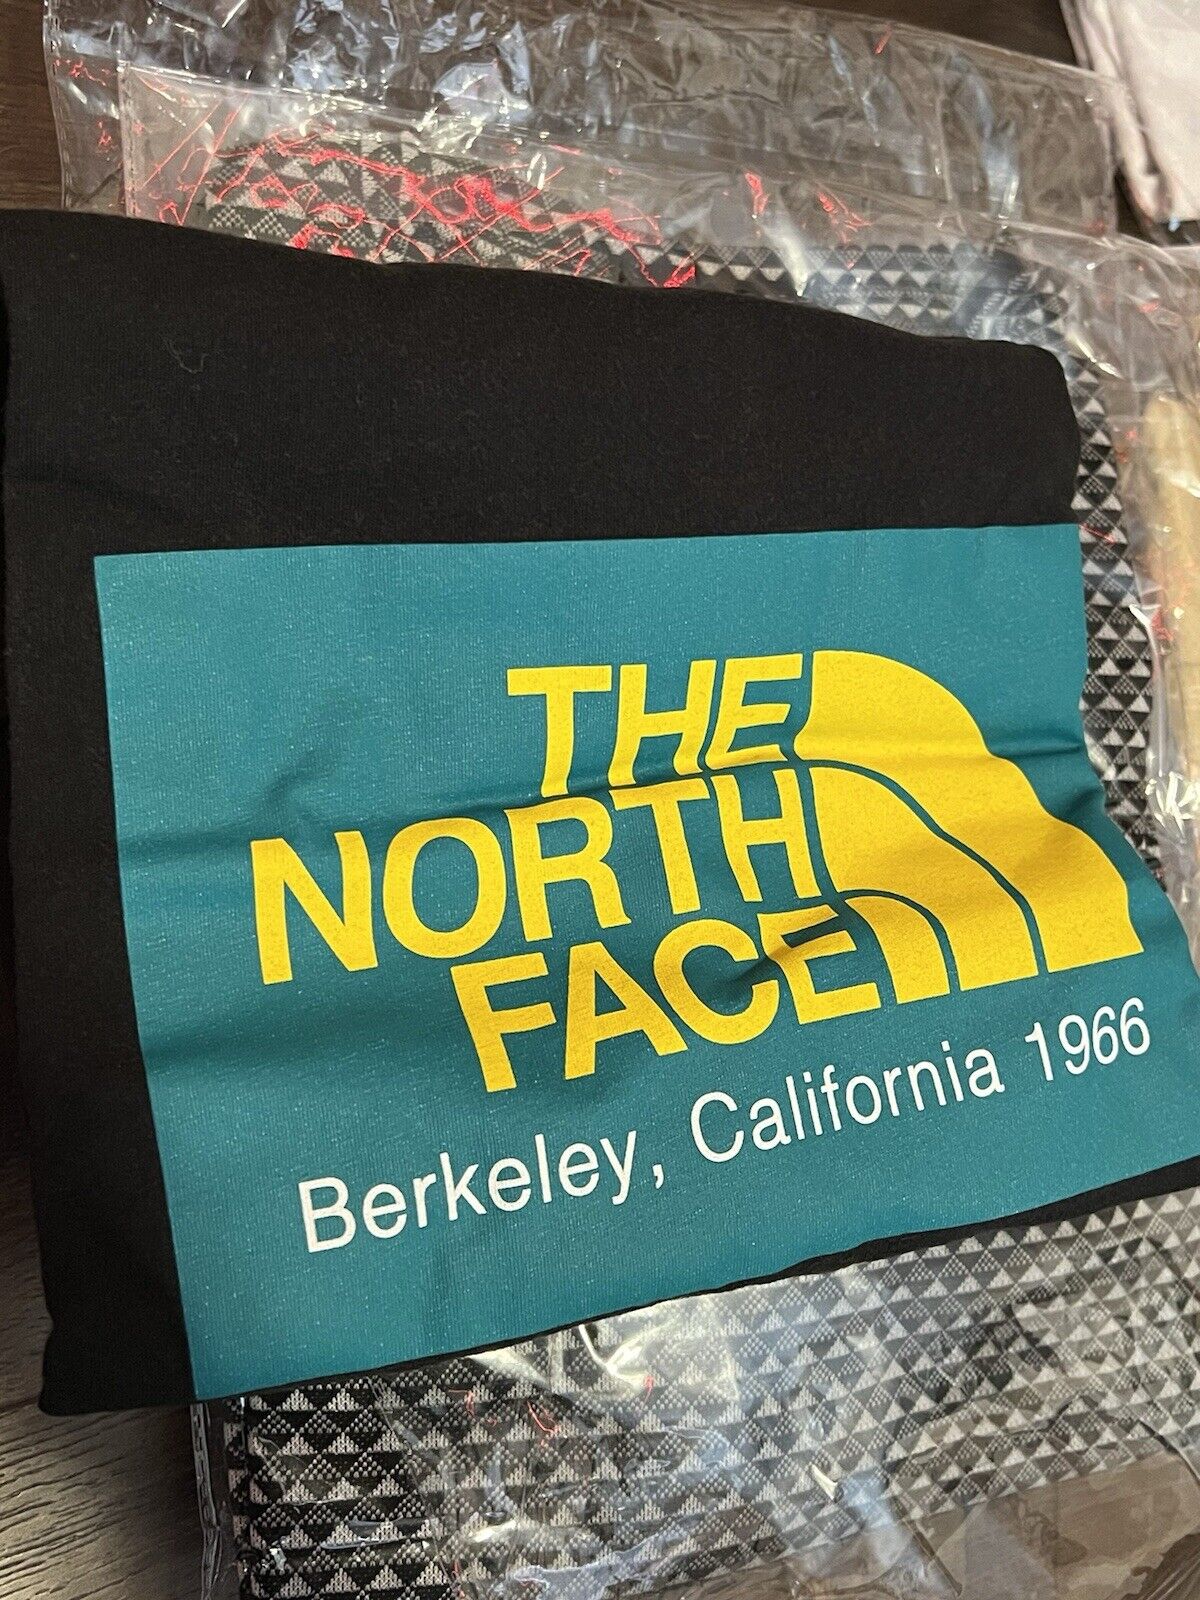 THE
NORTH
FACE
Berkeley, California 1966